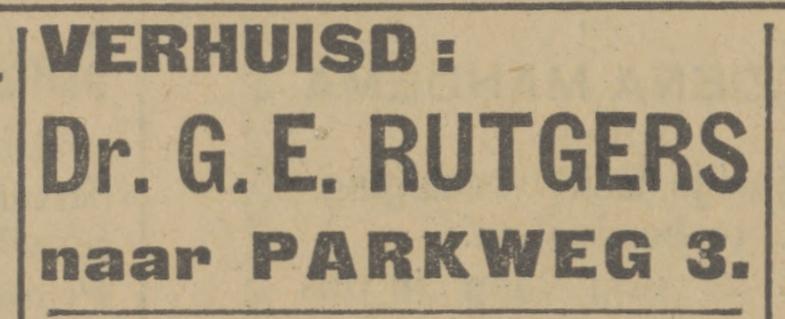 VERHUISD:
Dr. G. E. RUTGERS
naar PARKWEG 3.